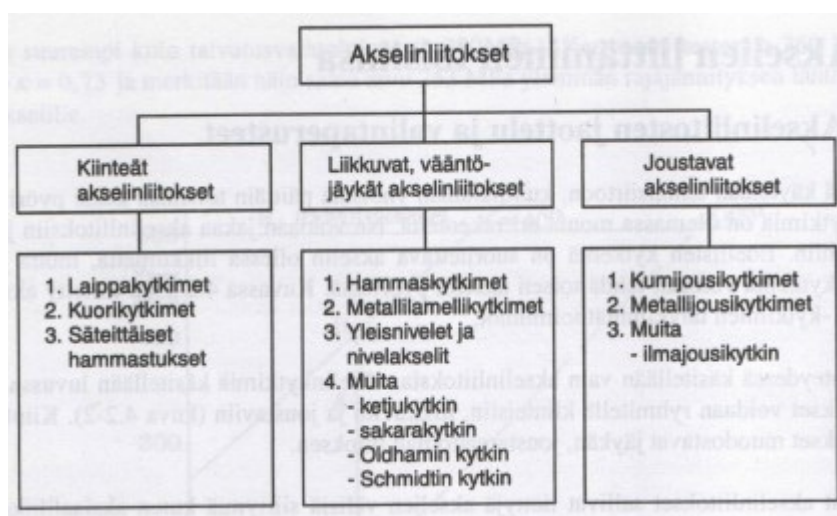 Akselinliitokset
Kiinteät
akselinliitokset
Liikkuvat, vääntö-
jäykät akselinliitokset
Joustavat
akselinliitokset
1. Laippakytkimet
2. Kuorikytkimet
3. Säteittäiset
hammastukset
1. Hammaskytkimet
2. Metallilamellikytkimet
3. Yleisnivelet ja
nivelakselit
4. Muita
- ketjukytkin
- sakarakytkin
- Oldhamin kytkin
- Schmidtin kytkin
1. Kumijousikytkimet
2. Metallijousikytkimet
3. Muita
- ilmajousikytkin